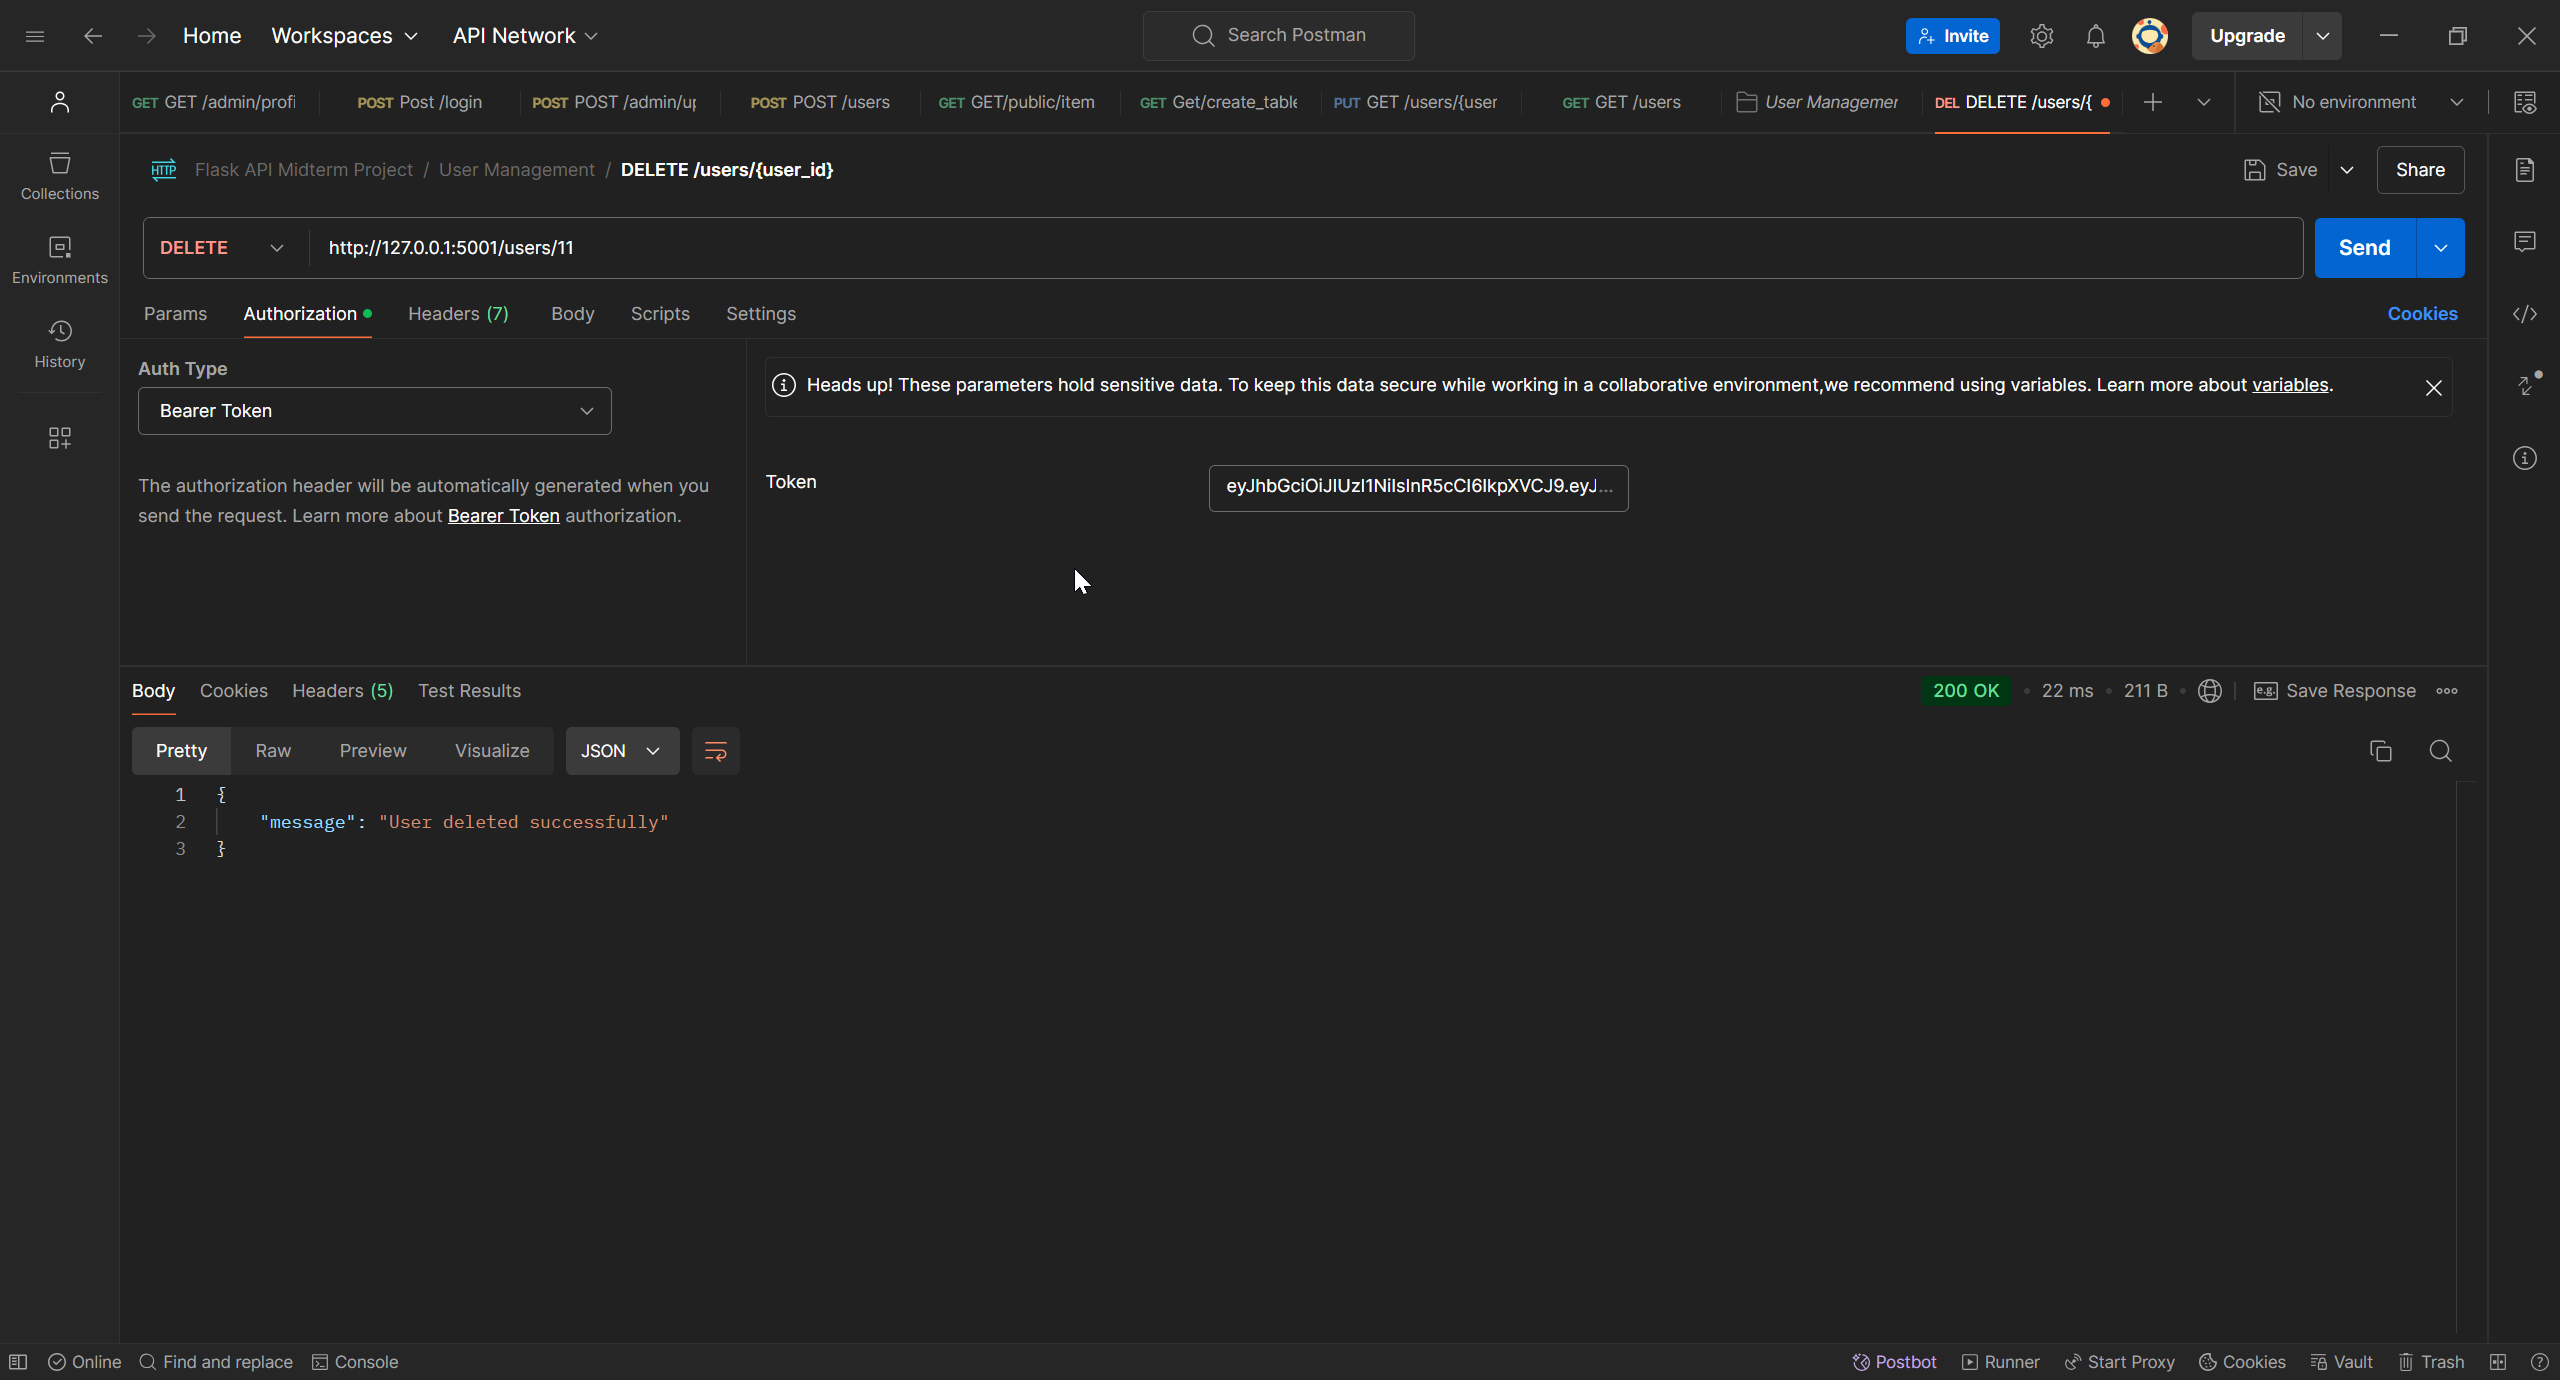 Home Workspaces API Network Search Postman Invite Upgrade
GET GET /admin/profi POST Post /login POST POST /admin/up POST POST /users GET GET/public/item GET Get/create_table PUT GET /users/{user GET GET /users User Managemer DEL DELETE /users/{ No environment
HTTP Flask API Midterm Project / User Management / DELETE /users/{user_id} Save Share
Collections
Environments
History
DELETE http://127.0.0.1:5001/users/11 Send
Params Authorization Headers (7) Body Scripts Settings Cookies
Auth Type
Bearer Token
Heads up! These parameters hold sensitive data. To keep this data secure while working in a collaborative environment,we recommend using variables. Learn more about variables.
The authorization header will be automatically generated when you
send the request. Learn more about Bearer Token authorization.
Token eyJhbGciOiJIUzI1NiIsInR5cCI6IkpXVCJ9.eyJ...
Body Cookies Headers (5) Test Results 200 OK 22 ms 211 B e.g. Save Response
Pretty Raw Preview Visualize JSON
1 {
2 "message": "User deleted successfully"
3 }
Online Find and replace Console Postbot Runner Start Proxy Cookies Vault Trash